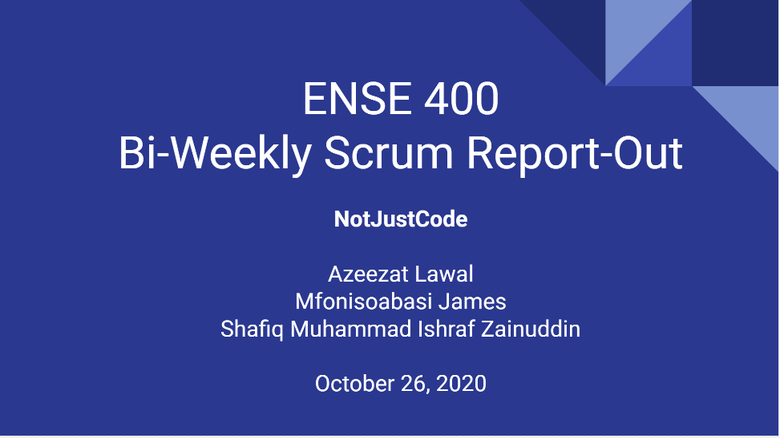 ENSE 400
Bi-Weekly Scrum Report-Out
NotJustCode
Azeezat Lawal
Mfonisoabasi James
Shafiq Muhammad Ishraf Zainuddin
October 26, 2020